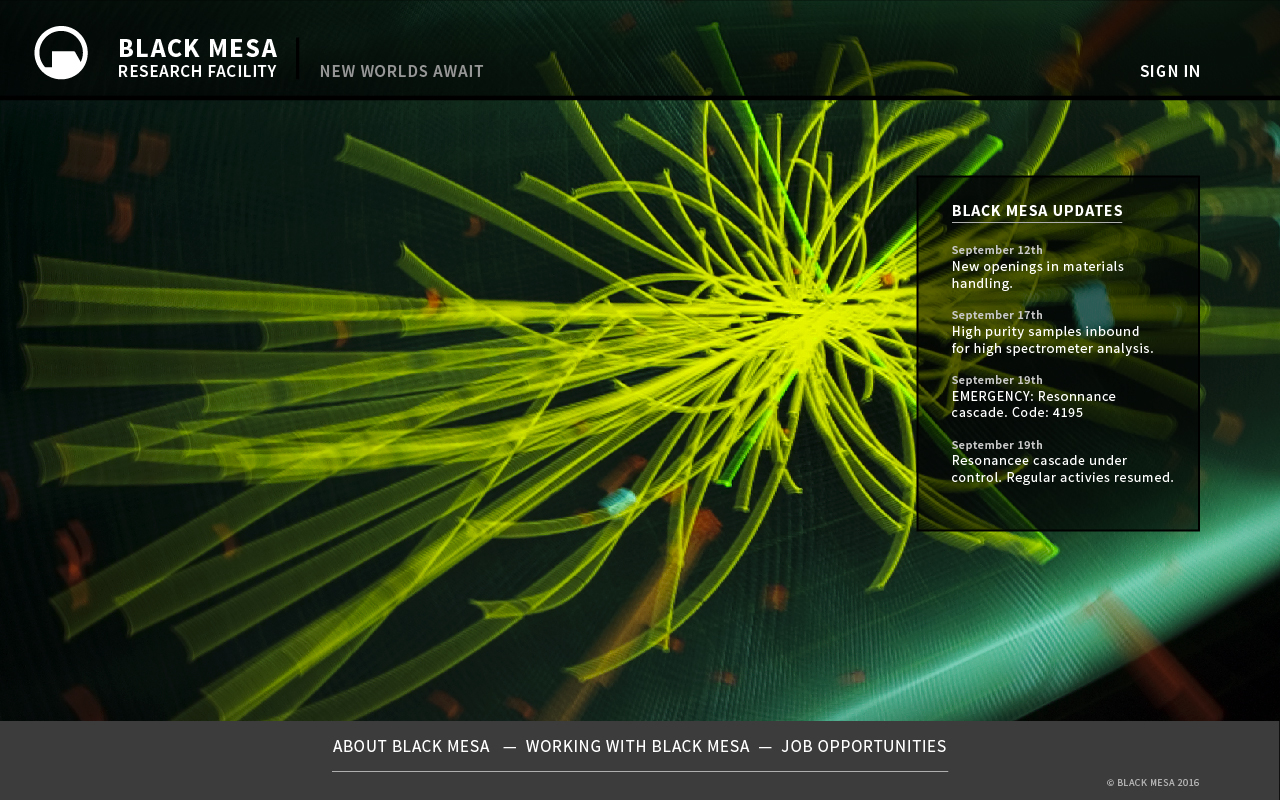 BLACK MESA
RESEARCH FACILITY
NEW WORLDS AWAIT
SIGN IN
BLACK MESA UPDATES
September 12th
New openings in materials
handling.
September 17th
High purity samples inbound
for high spectrometer analysis.
September 19th
EMERGENCY: Resonnance
cascade. Code: 4195
September 19th
Resonancee cascade under
control. Regular activies resumed.
ABOUT BLACK MESA — WORKING WITH BLACK MESA — JOB OPPORTUNITIES
© BLACK MESA 2016